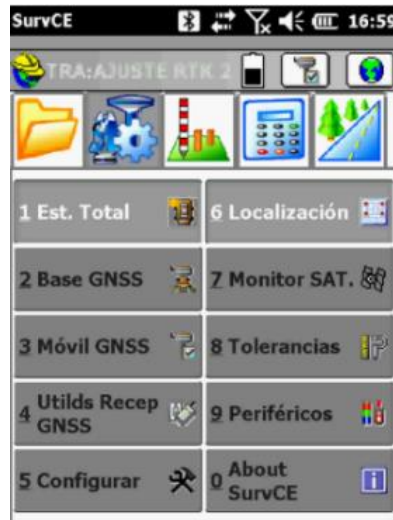 SurvCE 16:59
TRA:AJUSTE RTK 2
1 Est. Total
6 Localización
2 Base GNSS
7 Monitor SAT.
3 Móvil GNSS
8 Tolerancias
4 Utilds Recep
GNSS
9 Periféricos
5 Configurar
0 About
SurvCE